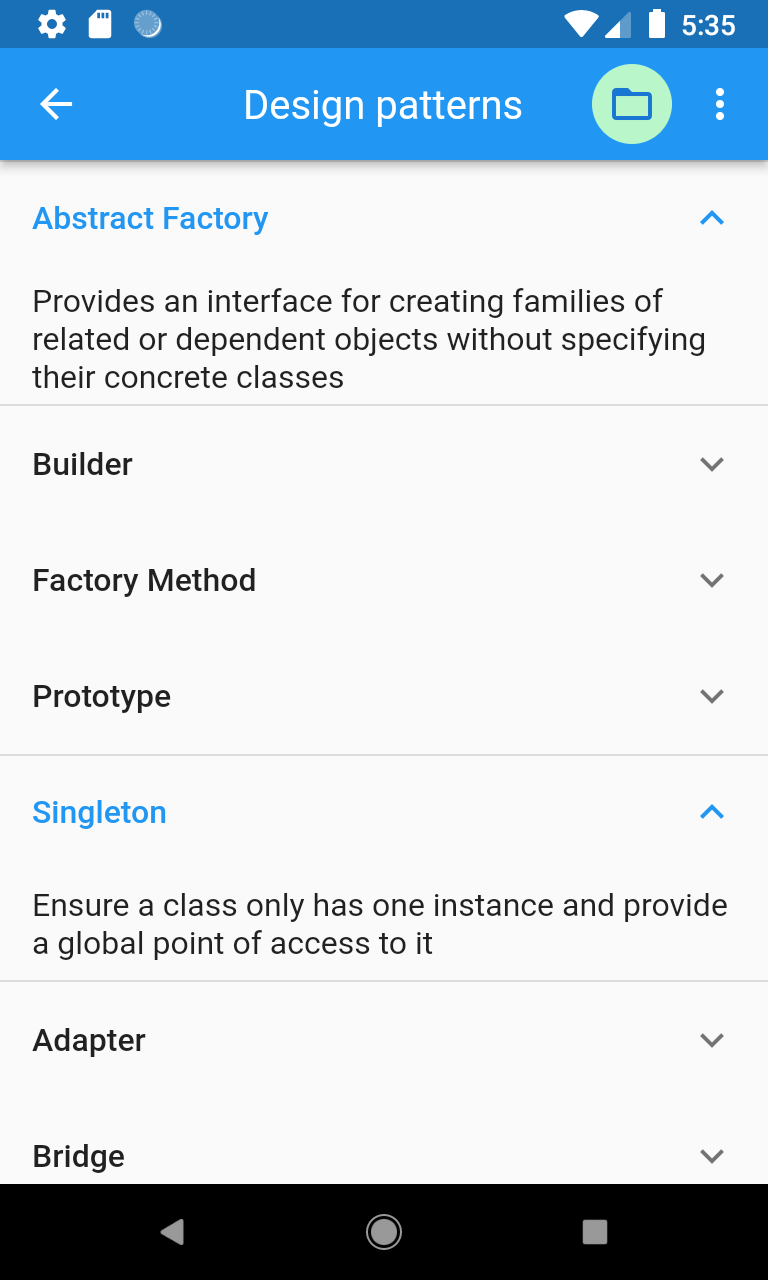 5:35
Design patterns
Abstract Factory
Provides an interface for creating families of
related or dependent objects without specifying
their concrete classes
Builder
Factory Method
Prototype
Singleton
Ensure a class only has one instance and provide
a global point of access to it
Adapter
Bridge